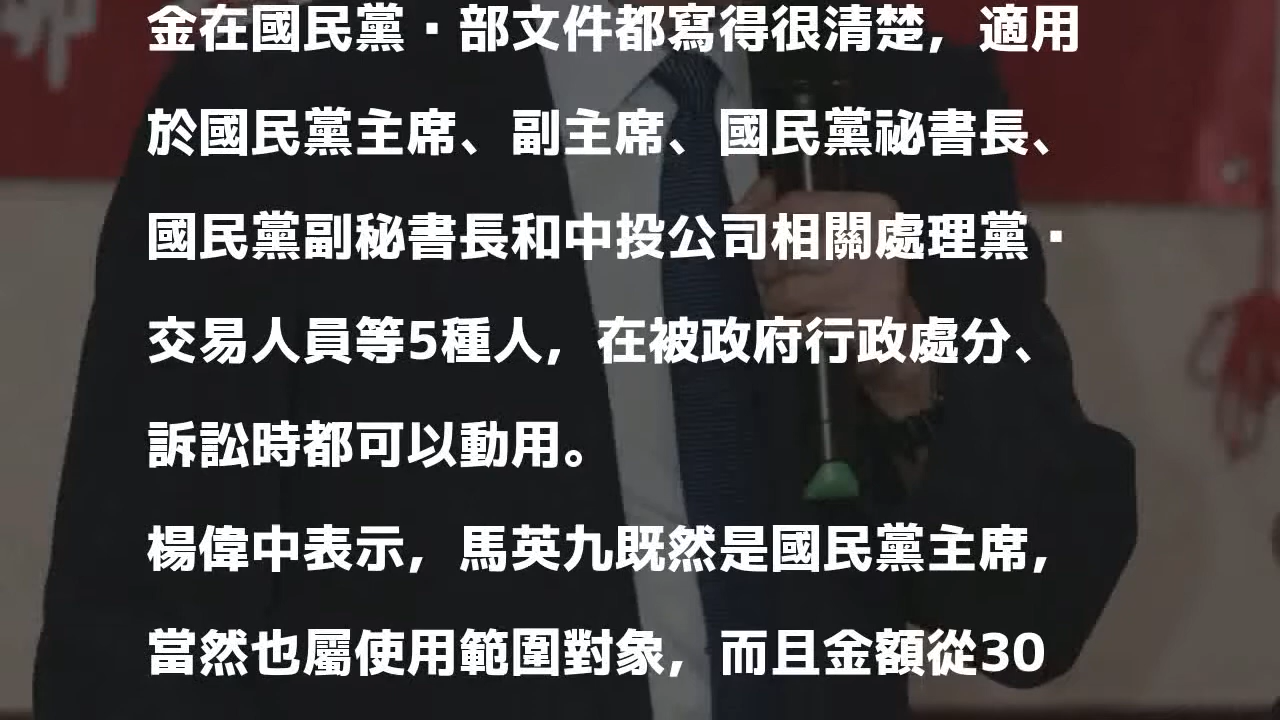 金在國民黨·部文件都寫得很清楚，適用
於國民黨主席、副主席、國民黨祕書長、
國民黨副秘書長和中投公司相關處理黨·
交易人員等5種人，在被政府行政處分、
訴訟時都可以動用。
楊偉中表示，馬英九既然是國民黨主席，
當然也屬使用範圍對象，而且金額從30